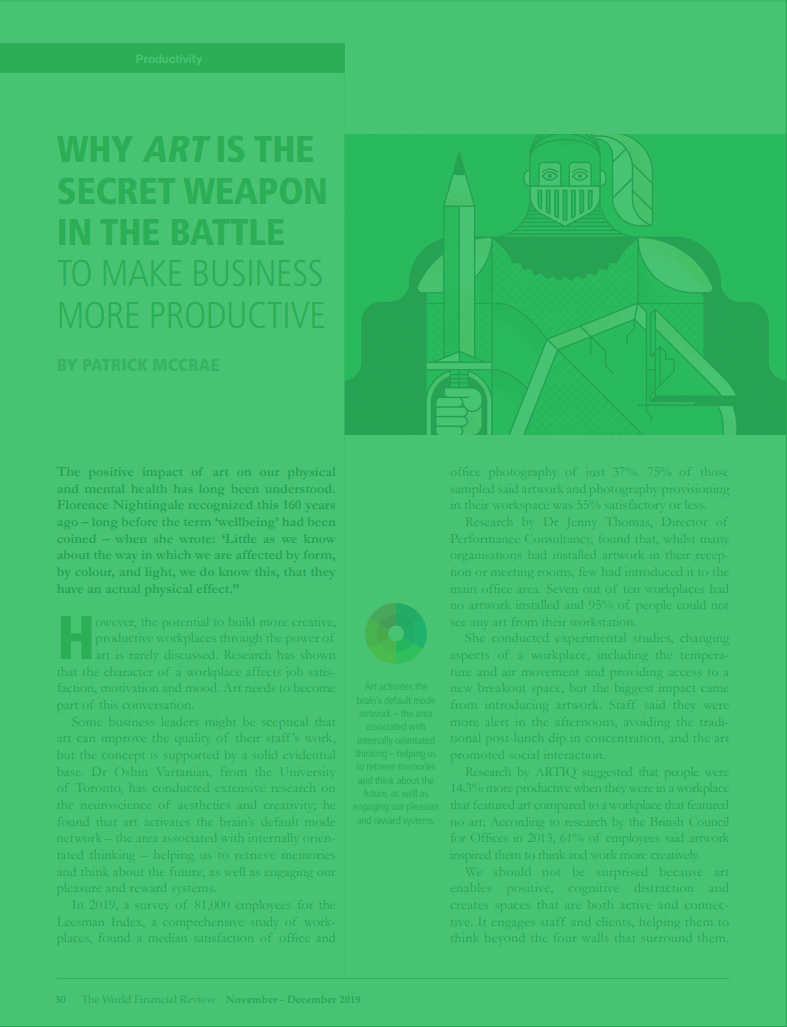 Productivity
WHY ART IS THE
SECRET WEAPON
IN THE BATTLE
TO MAKE BUSINESS
MORE PRODUCTIVE
BY PATRICK MCCRAE
The positive impact of art on our physical
and mental health has long been understood.
Florence Nightingale recognized this 160 years
ago – long before the term ‘wellbeing’ had been
coined – when she wrote: ‘Little as we know
about the way in which we are affected by form,
by colour, and light, we do know this, that they
have an actual physical effect.”
However, the potential to build more creative,
productive workplaces through the power of
art is rarely discussed. Research has shown
that the character of a workplace affects job satis-
faction, motivation and mood. Art needs to become
part of this conversation.
Some business leaders might be sceptical that
art can improve the quality of their staff’s work,
but the concept is supported by a solid evidential
base. Dr Oshin Vartanian, from the University
of Toronto, has conducted extensive research on
the neuroscience of aesthetics and creativity; he
found that art activates the brain’s default mode
network – the area associated with internally orien-
tated thinking – helping us to retrieve memories
and think about the future, as well as engaging our
pleasure and reward systems.
In 2019, a survey of 81,000 employees for the
Leesman Index, a comprehensive study of work-
places, found a median satisfaction of office and
Art activates the
brain’s default mode
network – the area
associated with
internally orientated
thinking – helping us
to retrieve memories
and think about the
future, as well as
engaging our pleasure
and reward systems.
office photography of just 37%. 75% of those
sampled said artwork and photography provisioning
in their workspace was 55% satisfactory or less.
Research by Dr Jenny Thomas, Director of
Performance Consultancy, found that, whilst many
organisations had installed artwork in their recep-
tion or meeting rooms, few had introduced it to the
main office area. Seven out of ten workplaces had
no artwork installed and 95% of people could not
see any art from their workstation.
She conducted experimental studies, changing
aspects of a workplace, including the tempera-
ture and air movement and providing access to a
new breakout space, but the biggest impact came
from introducing artwork. Staff said they were
more alert in the afternoons, avoiding the tradi-
tional post-lunch dip in concentration, and the art
promoted social interaction.
Research by ARTIQ suggested that people were
14.3% more productive when they were in a workplace
that featured art compared to a workplace that featured
no art; According to research by the British Council
for Offices in 2013, 61% of employees said artwork
inspired them to think and work more creatively.
We should not be surprised because art
enables positive, cognitive distraction and
creates spaces that are both active and connec-
tive. It engages staff and clients, helping them to
think beyond the four walls that surround them.
30 The World Financial Review November - December 2019